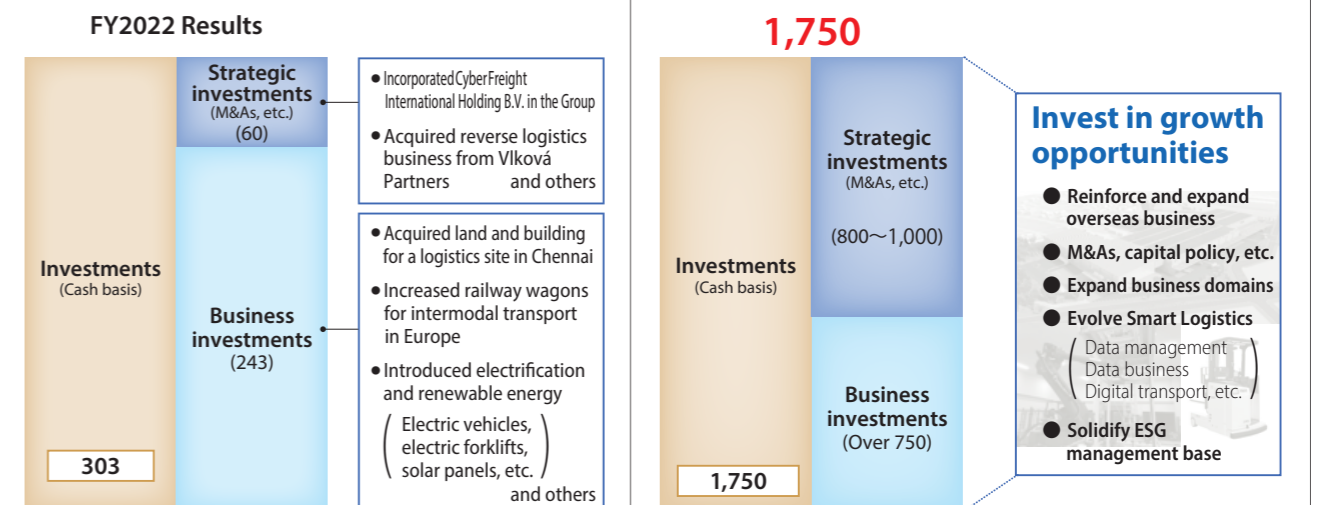 FY2022 Results
Investments
(Cash basis)
303
Strategic
investments
(M&As, etc.)
(60)
Business
investments
(243)
● Incorporated CyberFreight
International Holding B.V. in the Group
● Acquired reverse logistics
business from Vlková
Partners and others
● Acquired land and building
for a logistics site in Chennai
● Increased railway wagons
for intermodal transport
in Europe
● Introduced electrification
and renewable energy
(Electric vehicles,
electric forklifts,
solar panels, etc.)
and others
1,750
Investments
(Cash basis)
1,750
Strategic
investments
(M&As, etc.)
(800～1,000)
Business
investments
(Over 750)
Invest in growth
opportunities
● Reinforce and expand
overseas business
● M&As, capital policy, etc.
● Expand business domains
● Evolve Smart Logistics
(Data management
Data business
Digital transport, etc.)
● Solidify ESG
management base